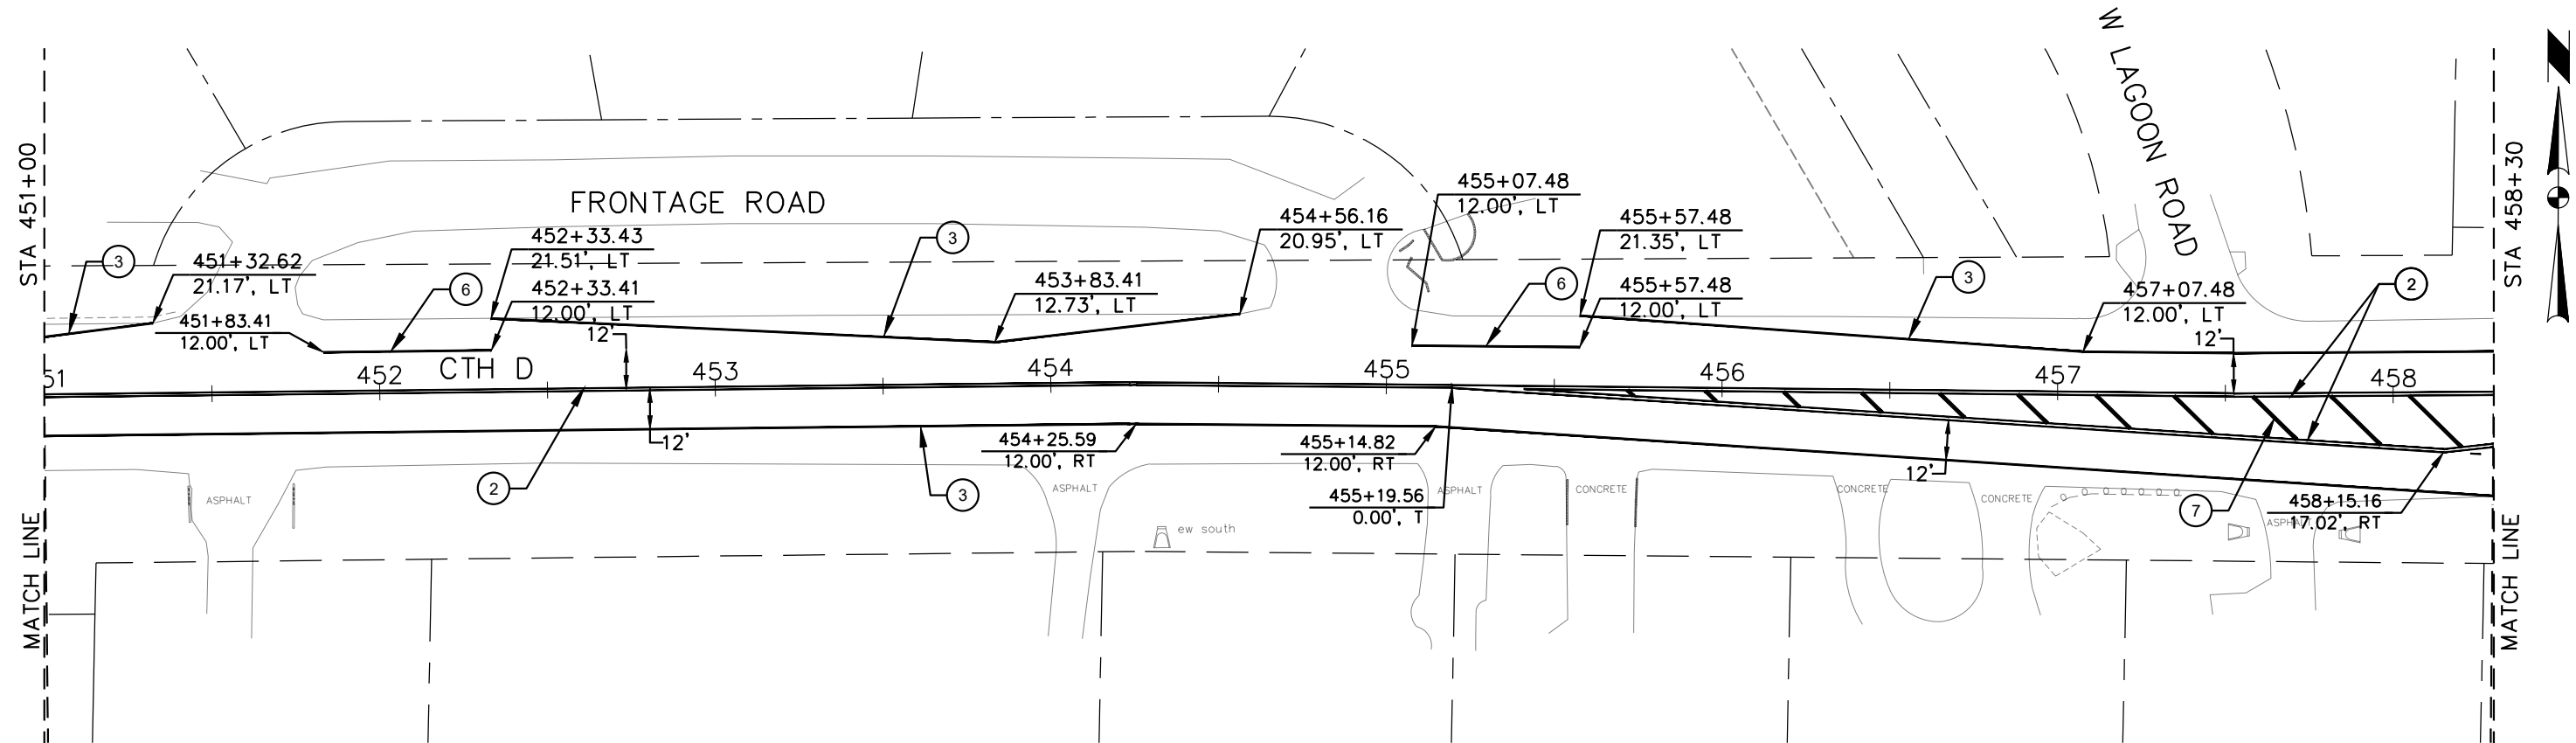 W LAGOON ROAD
STA 451+00
STA 458+30
FRONTAGE ROAD
455+07.48
12.00', LT
454+56.16
20.95', LT
455+57.48
21.35', LT
452+33.43
21.51', LT
3
3
451+32.62
21.17', LT
6
453+83.41
12.73', LT
6
455+57.48
12.00', LT
3
2
452+33.41
12.00', LT
457+07.48
12.00', LT
451+83.41
12.00', LT
12'
12'
CTH D
51
452
453
454
455
456
457
458
12'
454+25.59
12.00', RT
455+14.82
12.00', RT
12'
2
3
455+19.56
0.00', T
7
458+15.16
17.02', RT
ASPHALT
ASPHALT
ASPHALT
CONCRETE
CONCRETE
CONCRETE
ASPHALT
ew south
MATCH LINE
MATCH LINE